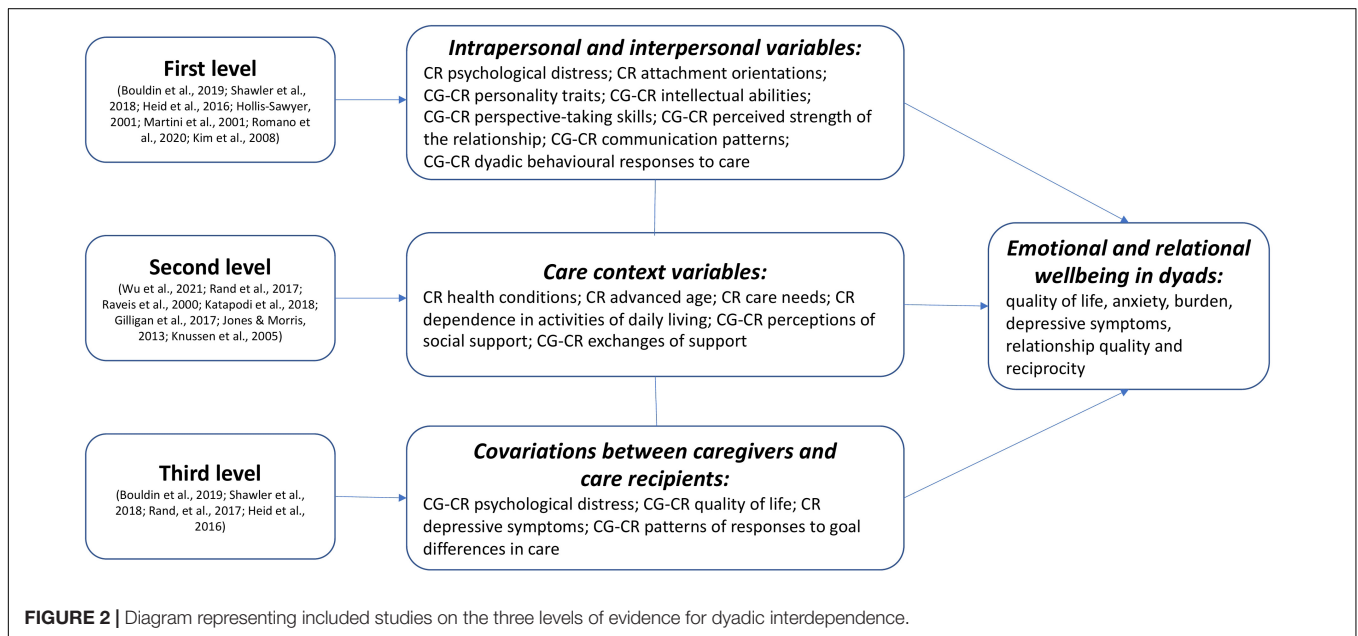 First level
(Bouldin et al., 2019; Shawler et al.,
2018; Heid et al., 2016; Hollis-Sawyer,
2001; Martini et al., 2001; Romano et
al., 2020; Kim et al., 2008)
Intrapersonal and interpersonal variables:
CR psychological distress; CR attachment orientations;
CG-CR personality traits; CG-CR intellectual abilities;
CG-CR perspective-taking skills; CG-CR perceived strength of
the relationship; CG-CR communication patterns;
CG-CR dyadic behavioural responses to care
Second level
(Wu et al., 2021; Rand et al., 2017;
Raveis et al., 2000; Katapodi et al., 2018;
Gilligan et al., 2017; Jones & Morris,
2013; Knussen et al., 2005)
Care context variables:
CR health conditions; CR advanced age; CR care needs; CR
dependence in activities of daily living; CG-CR perceptions of
social support; CG-CR exchanges of support
Emotional and relational
wellbeing in dyads:
quality of life, anxiety, burden,
depressive symptoms,
relationship quality and
reciprocity
Third level
(Bouldin et al., 2019; Shawler et al.,
2018; Rand, et al., 2017; Heid et al.,
2016)
Covariations between caregivers and
care recipients:
CG-CR psychological distress; CG-CR quality of life; CR
depressive symptoms; CG-CR patterns of responses to goal
differences in care
FIGURE 2 | Diagram representing included studies on the three levels of evidence for dyadic interdependence.